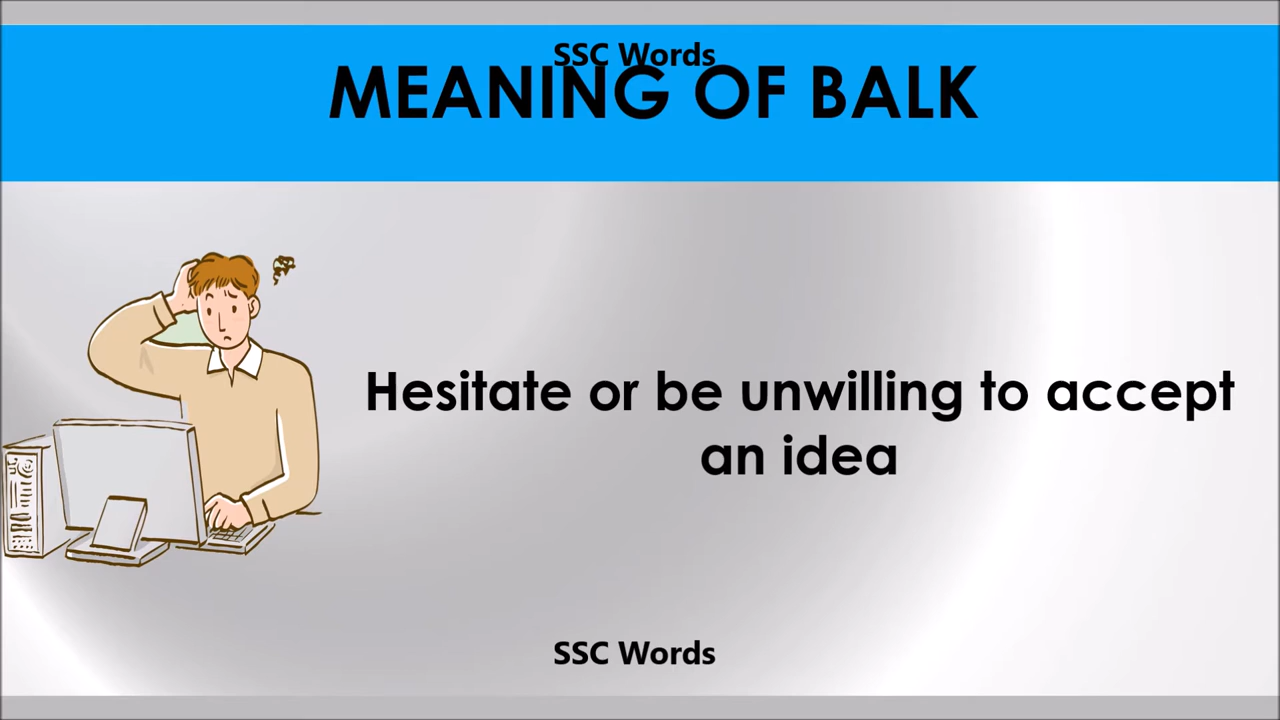 SSC Words
MEANING OF BALK
Hesitate or be unwilling to accept
an idea
SSC Words